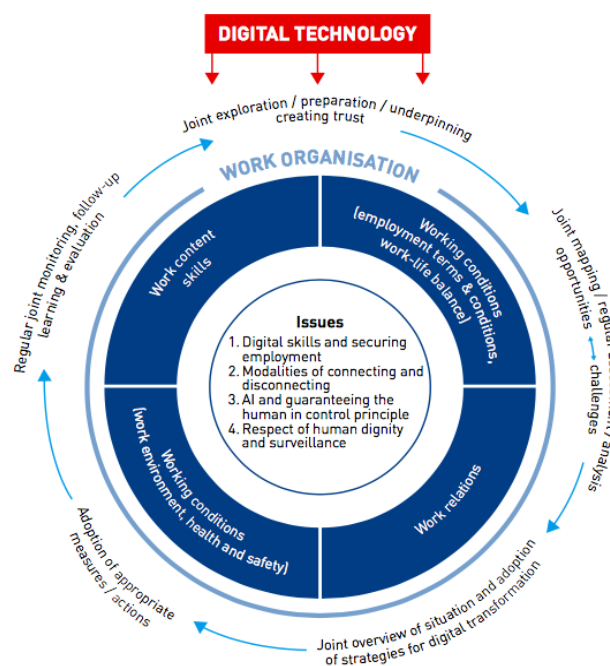 DIGITAL TECHNOLOGY
Joint exploration / preparation / underpinning
creating trust
WORK ORGANISATION
Joint mapping / regular assessment / analysis
opportunities
challenges
Joint overview of situation and adoption
of strategies for digital transformation
Adoption of appropriate
measures / actions
Regular joint monitoring, follow-up
learning & evaluation
Work content
skills
Working conditions
(employment terms & conditions,
work-life balance)
Work relations
Working conditions
(work environment, health and safety)
Issues
1. Digital skills and securing
employment
2. Modalities of connecting and
disconnecting
3. AI and guaranteeing the
human in control principle
4. Respect of human dignity
and surveillance